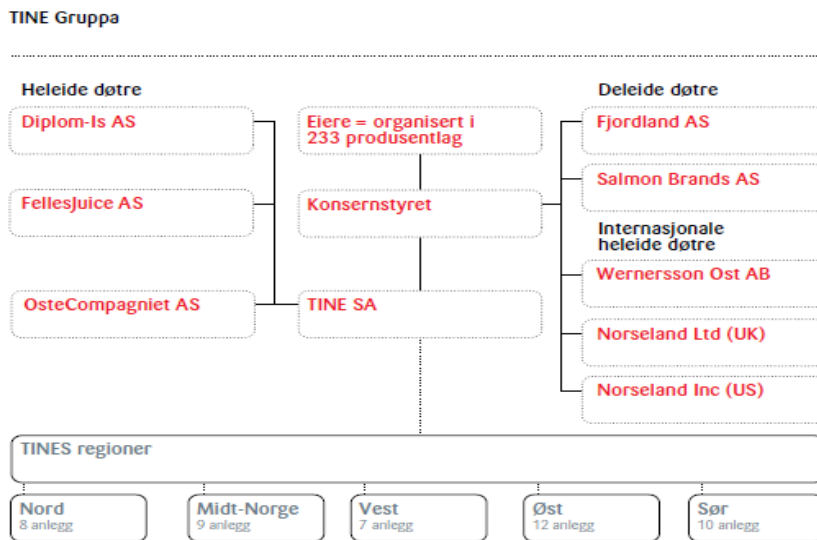 TINE Gruppa
Heleide døtre
Diplom-Is AS
FellesJuice AS
OsteCompagniet AS
Eiere = organisert i
233 produsentlag
Konsernstyret
TINE SA
Deleide døtre
Fjordland AS
Salmon Brands AS
Internasjonale
heleide døtre
Wernersson Ost AB
Norseland Ltd (UK)
Norseland Inc (US)
TINES regioner
Nord
8 anlegg
Midt-Norge
9 anlegg
Vest
7 anlegg
Øst
12 anlegg
Sør
10 anlegg